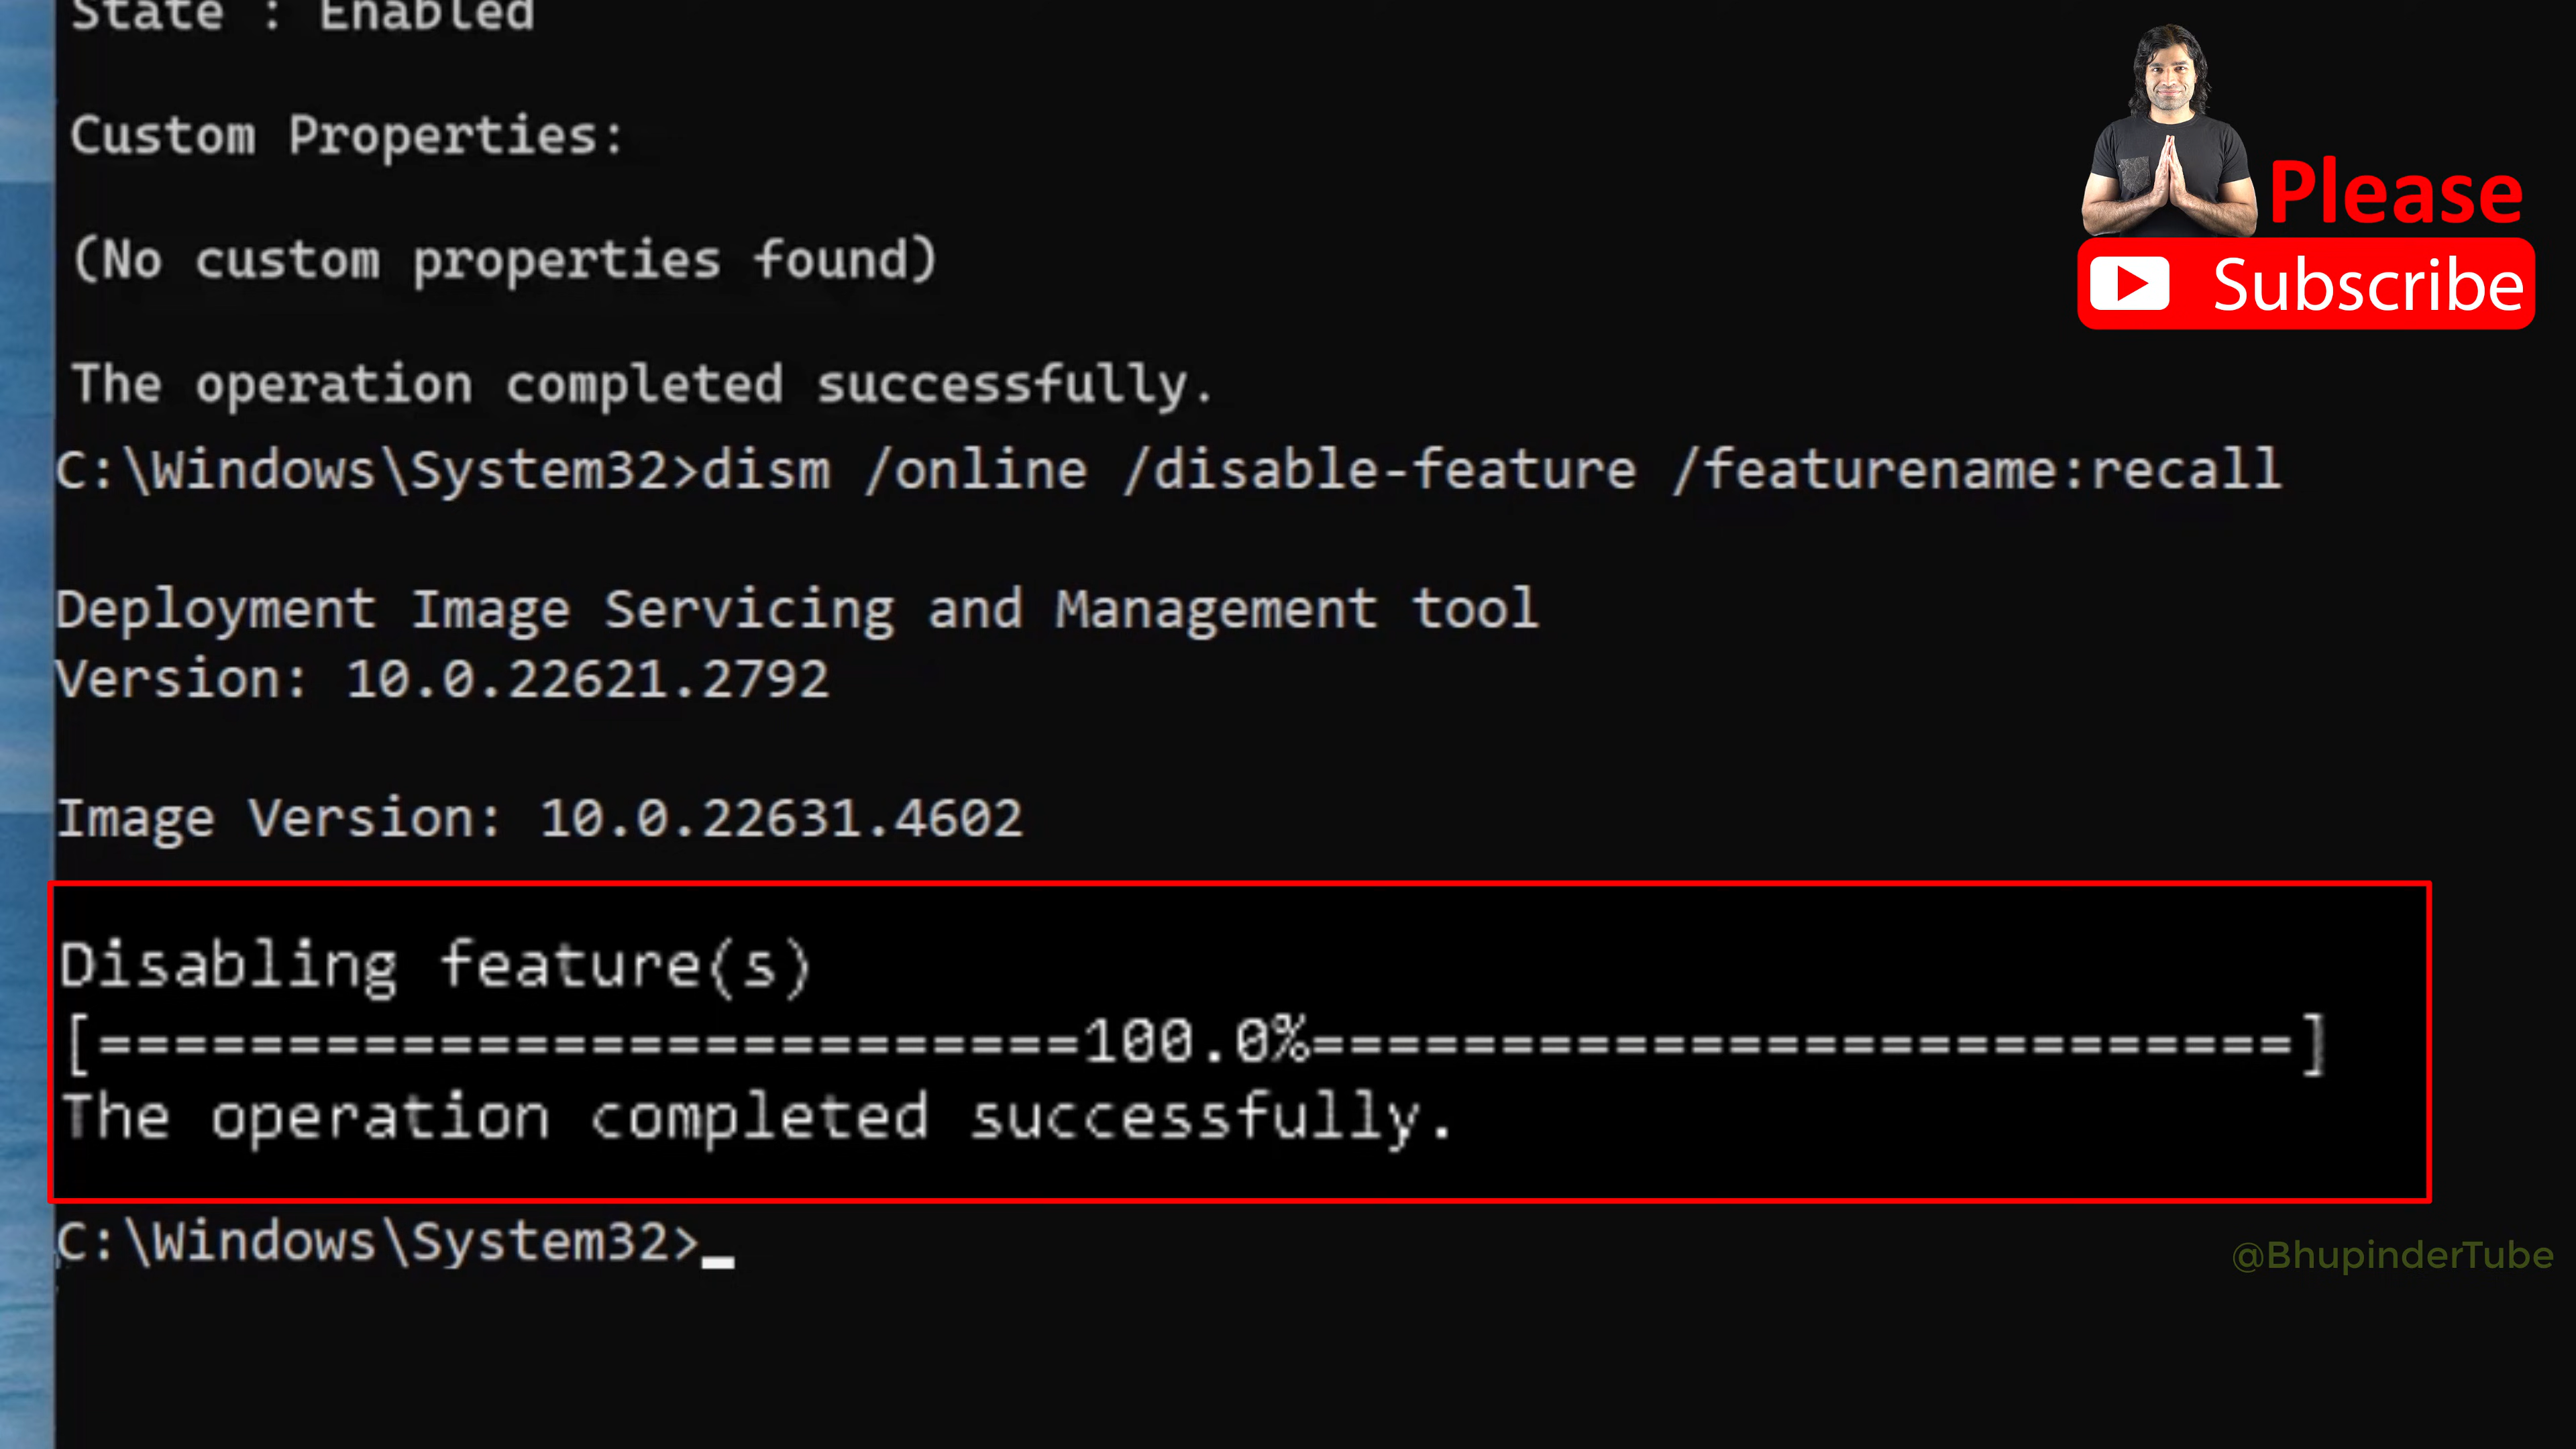 State : Enabled
Custom Properties:
(No custom properties found)
The operation completed successfully.
C:\Windows\System32>dism /online /disable-feature /featurename:recall
Deployment Image Servicing and Management tool
Version: 10.0.22621.2792
Image Version: 10.0.22631.4602
Disabling feature(s)
[==========================100.0%==========================]
The operation completed successfully.
C:\Windows\System32>_
Please
Subscribe
@BhupinderTube